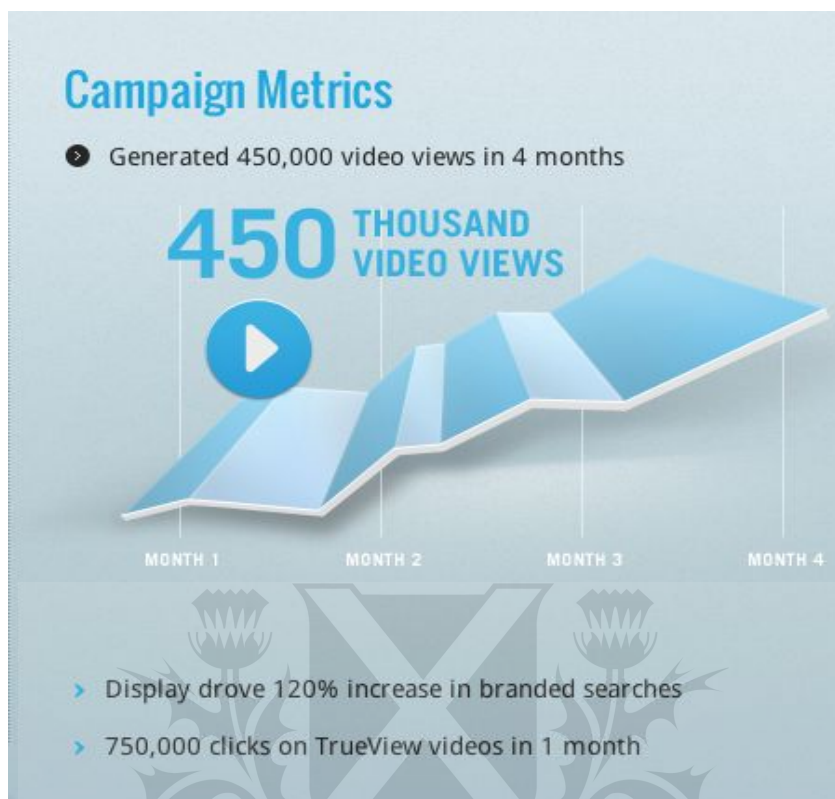 Campaign Metrics
Generated 450,000 video views in 4 months
450 THOUSAND
VIDEO VIEWS
MONTH 1 MONTH 2 MONTH 3 MONTH 4
Display drove 120% increase in branded searches
750,000 clicks on TrueView videos in 1 month